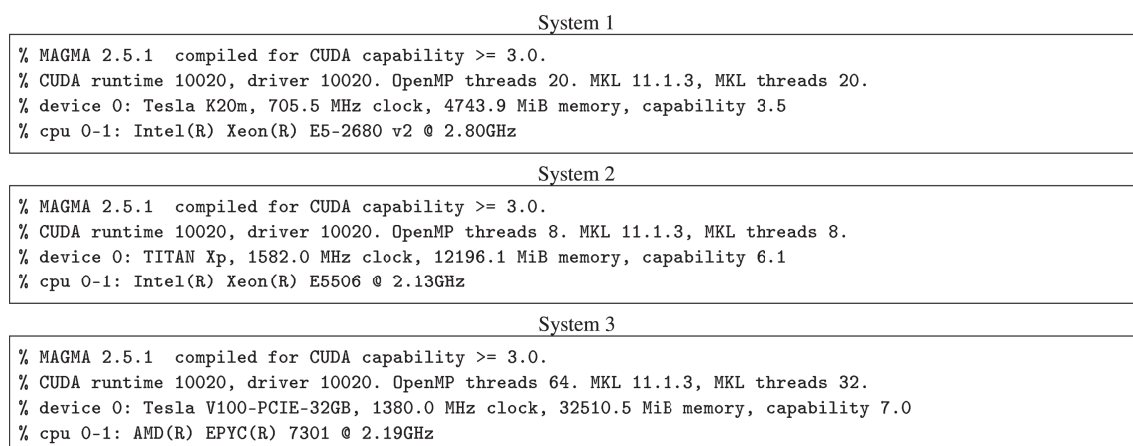 System 1
% MAGMA 2.5.1 compiled for CUDA capability >= 3.0.
% CUDA runtime 10020, driver 10020. OpenMP threads 20. MKL 11.1.3, MKL threads 20.
% device 0: Tesla K20m, 705.5 MHz clock, 4743.9 MiB memory, capability 3.5
% cpu 0-1: Intel(R) Xeon(R) E5-2680 v2 @ 2.80GHz
System 2
% MAGMA 2.5.1 compiled for CUDA capability >= 3.0.
% CUDA runtime 10020, driver 10020. OpenMP threads 8. MKL 11.1.3, MKL threads 8.
% device 0: TITAN Xp, 1582.0 MHz clock, 12196.1 MiB memory, capability 6.1
% cpu 0-1: Intel(R) Xeon(R) E5506 @ 2.13GHz
System 3
% MAGMA 2.5.1 compiled for CUDA capability >= 3.0.
% CUDA runtime 10020, driver 10020. OpenMP threads 64. MKL 11.1.3, MKL threads 32.
% device 0: Tesla V100-PCIE-32GB, 1380.0 MHz clock, 32510.5 MiB memory, capability 7.0
% cpu 0-1: AMD(R) EPYC(R) 7301 @ 2.19GHz